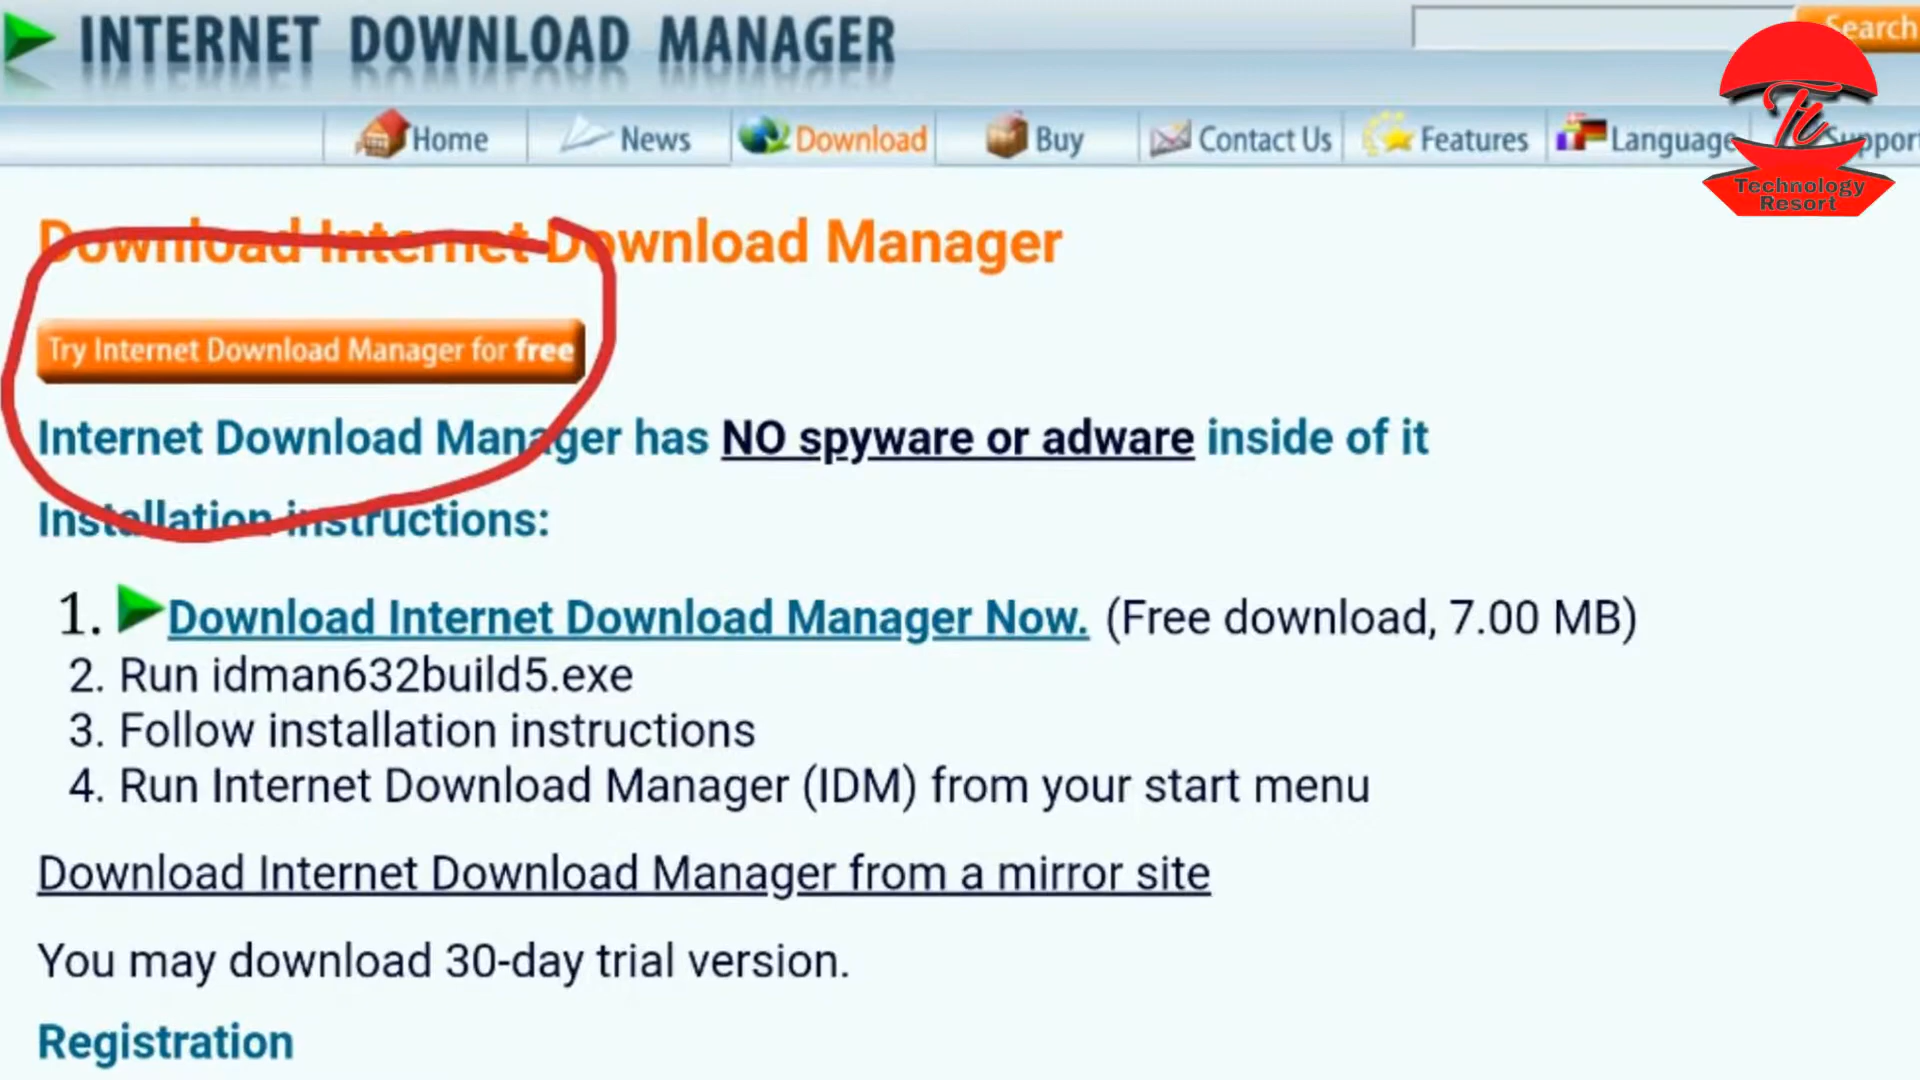 INTERNET DOWNLOAD MANAGER
Search
Home News Download Buy Contact Us Features Language Support
Technology
Resort
Download Internet Download Manager
Try Internet Download Manager for free
Internet Download Manager has NO spyware or adware inside of it
Installation instructions:
1. Download Internet Download Manager Now. (Free download, 7.00 MB)
2. Run idman632build5.exe
3. Follow installation instructions
4. Run Internet Download Manager (IDM) from your start menu
Download Internet Download Manager from a mirror site
You may download 30-day trial version.
Registration